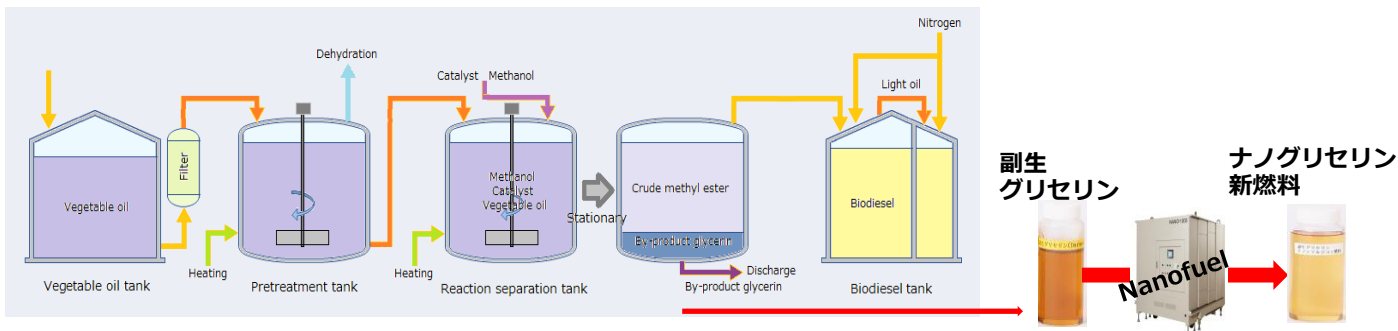 Nitrogen
Dehydration
Catalyst
Methanol
Light oil
Filter
Vegetable oil
Methanol
Catalyst
Vegetable oil
Stationary
Crude methyl ester
By-product glycerin
Biodiesel
Heating
Heating
Discharge
By-product glycerin
Vegetable oil tank
Pretreatment tank
Reaction separation tank
Biodiesel tank
副生
グリセリン
ナノグリセリン
新燃料
Nanofuel